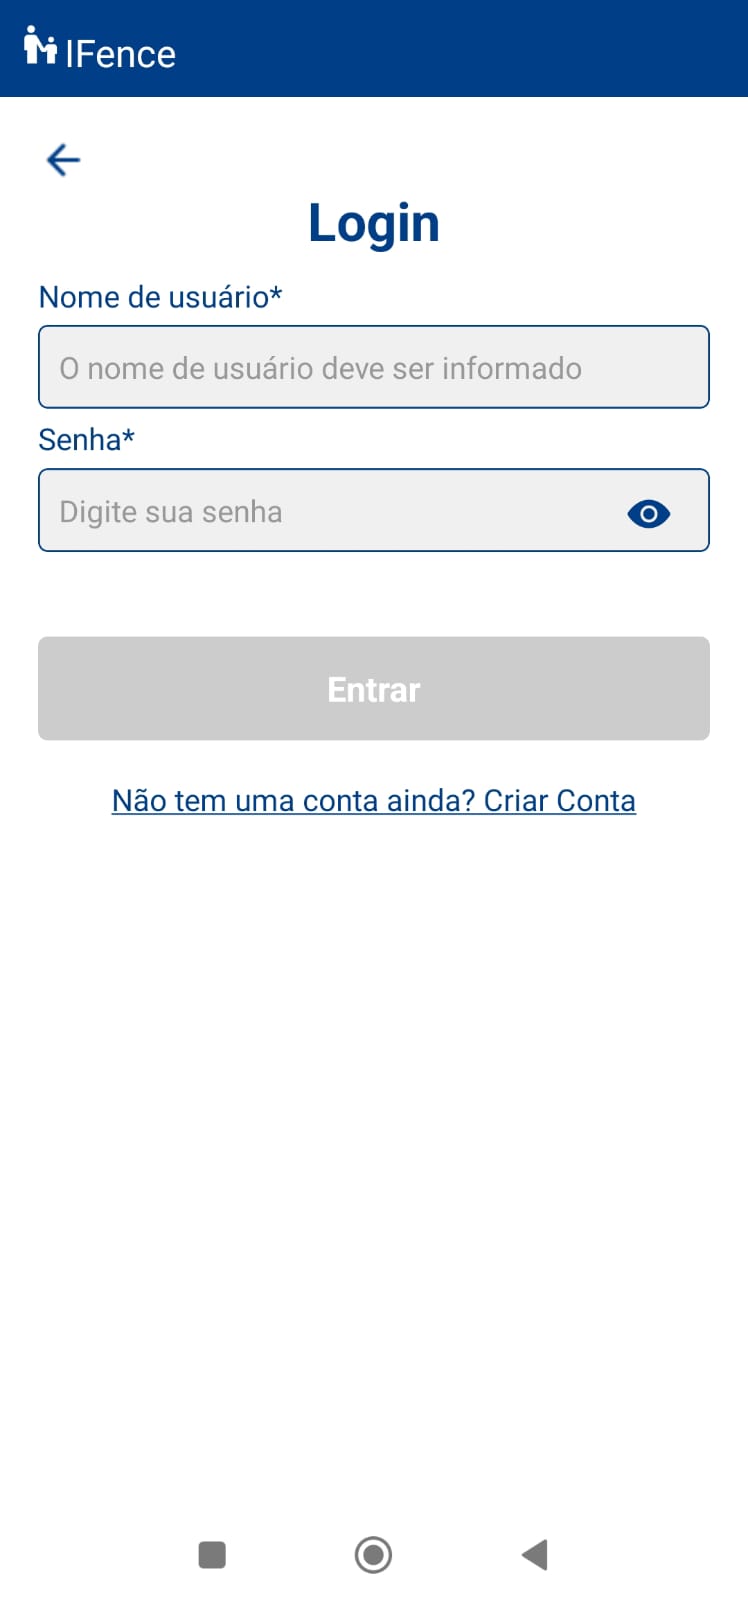 IFence
Login
Nome de usuário*
O nome de usuário deve ser informado
Senha*
Digite sua senha
Entrar
Não tem uma conta ainda? Criar Conta